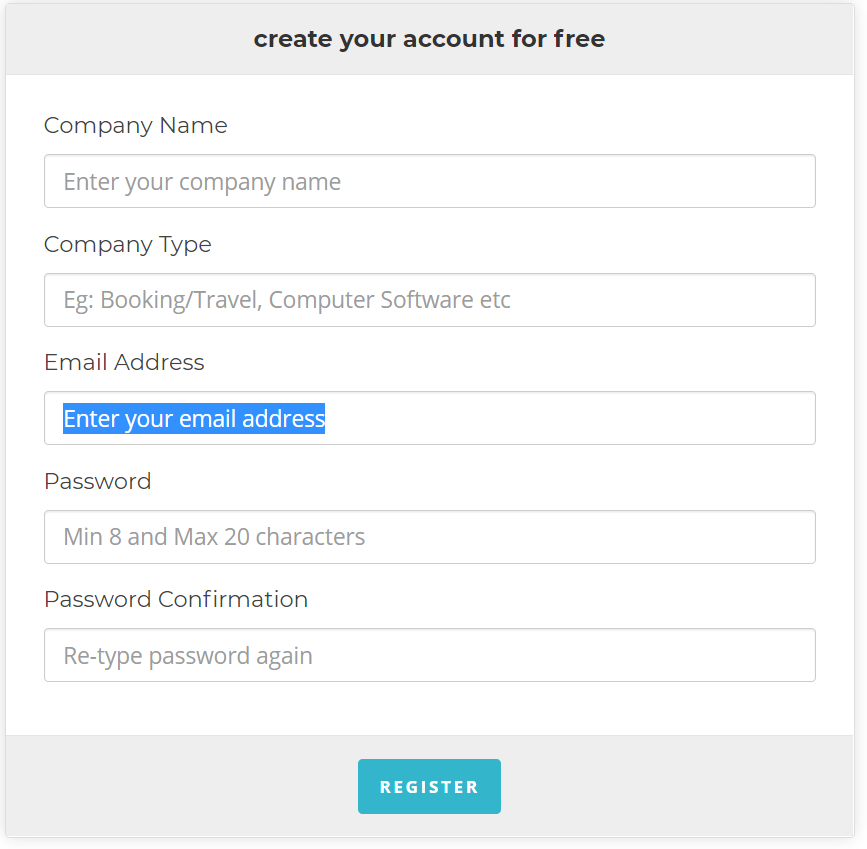 create your account for free
Company Name
Enter your company name
Company Type
Eg: Booking/Travel, Computer Software etc
Email Address
Enter your email address
Password
Min 8 and Max 20 characters
Password Confirmation
Re-type password again
REGISTER